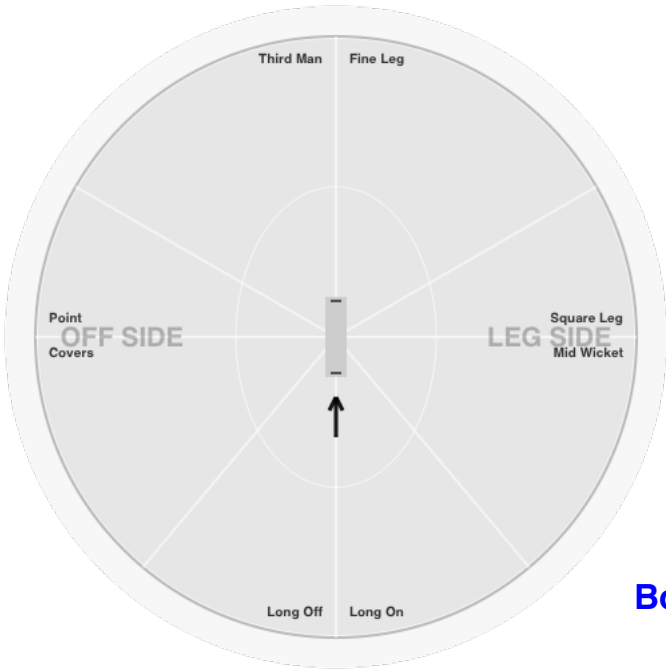 Third Man Fine Leg
Point
OFF SIDE
Covers
Square Leg
LEG SIDE
Mid Wicket
Long Off Long On